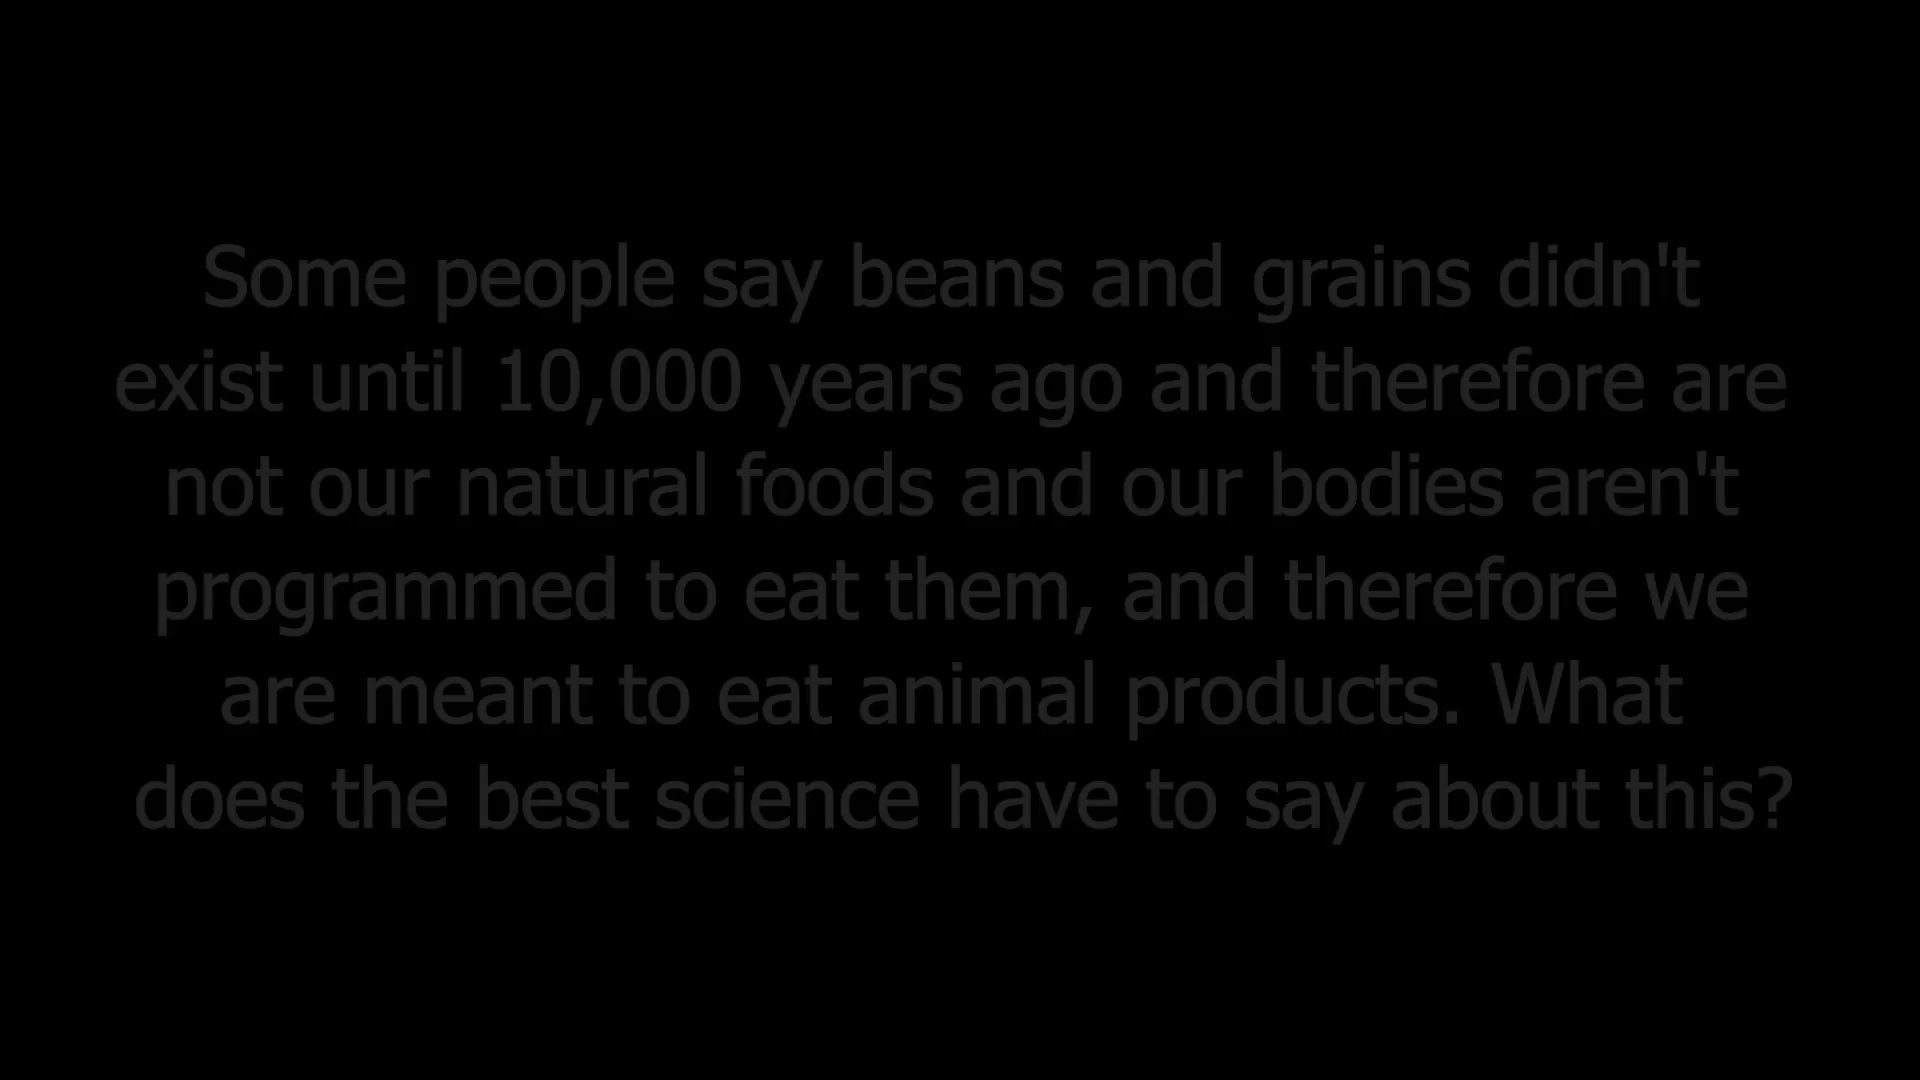 Some people say beans and grains didn't
exist until 10,000 years ago and therefore are
not our natural foods and our bodies aren't
programmed to eat them, and therefore we
are meant to eat animal products. What
does the best science have to say about this?